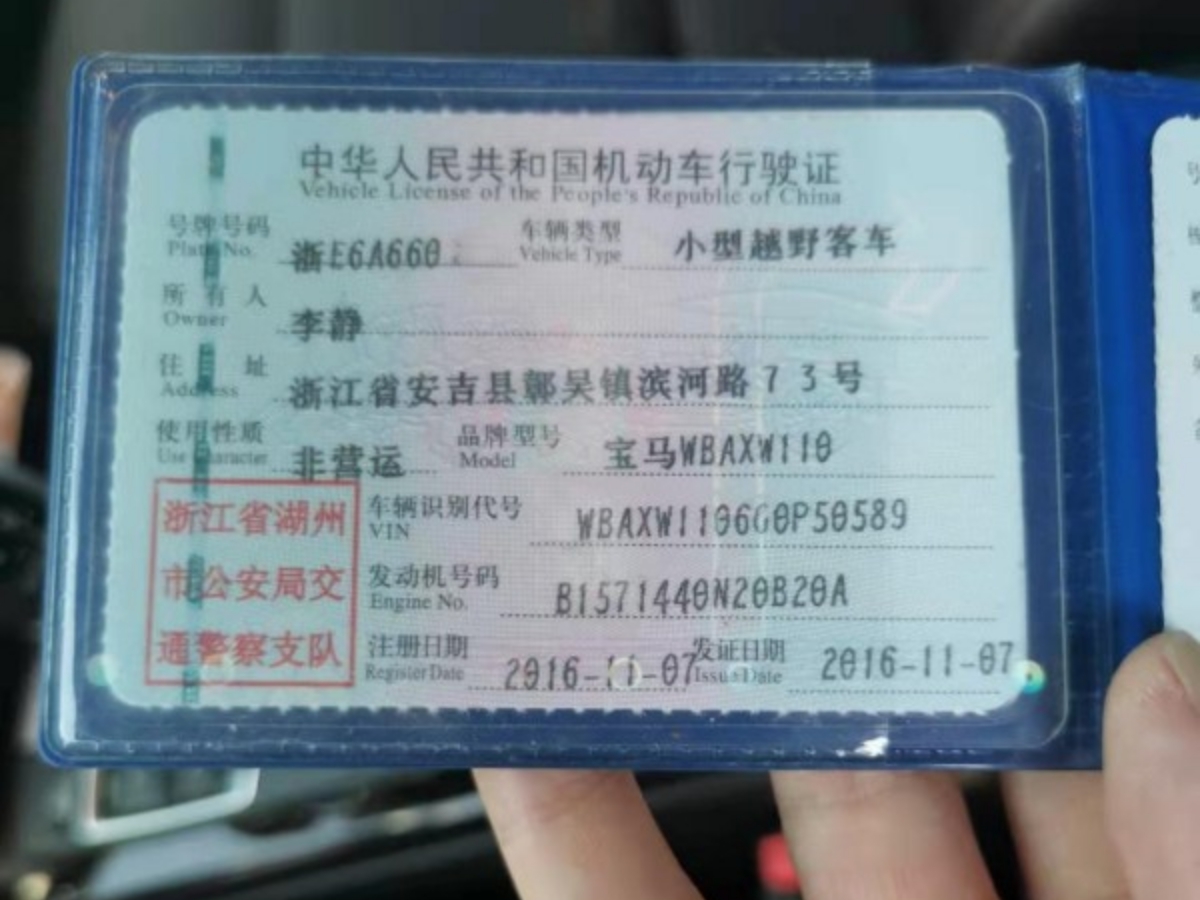 中华人民共和国机动车行驶证
Vehicle License of the People's Republic of China
号牌号码 浙E6A660 车辆类型 小型越野客车
Plate No. Vehicle Type
所有人 李静
Owner
住址 浙江省安吉县鄣吴镇滨河路73号
Address
使用性质 非营运 品牌型号 宝马WBAXW110
Use Character Model
浙江省湖州
市公安局交
通警察支队
车辆识别代号 WBAXW1106G0P50589
VIN
发动机号码 B1571440N20B20A
Engine No.
注册日期 2016-11-07 发证日期 2016-11-07
Register Date Issue Date